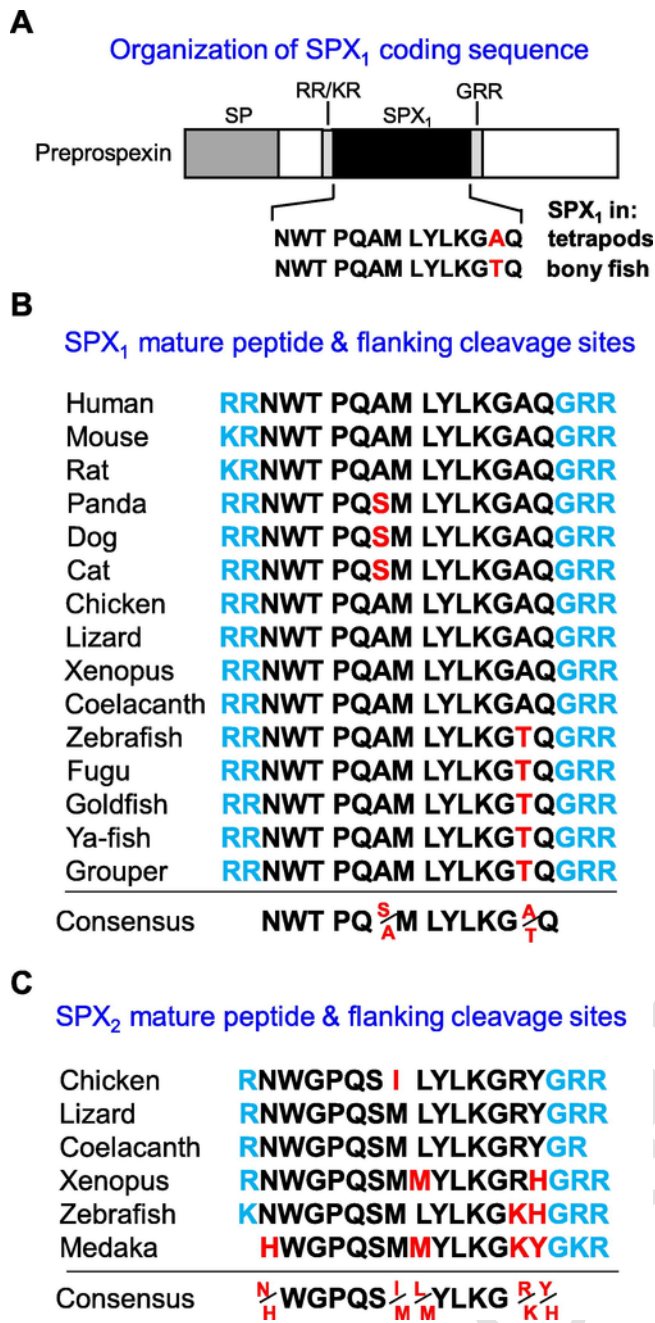 A
Organization of SPX₁ coding sequence
RR/KR GRR
SP SPX₁
Preprospexin
SPX₁ in:
NWT PQAM LYLKGAQ tetrapods
NWT PQAM LYLKGTQ bony fish
B
SPX₁ mature peptide & flanking cleavage sites
Human RRNWT PQAM LYLKGAQGRR
Mouse KRNWT PQAM LYLKGAQGRR
Rat KRNWT PQAM LYLKGAQGRR
Panda RRNWT PQSM LYLKGAQGRR
Dog RRNWT PQSM LYLKGAQGRR
Cat RRNWT PQSM LYLKGAQGRR
Chicken RRNWT PQAM LYLKGAQGRR
Lizard RRNWT PQAM LYLKGAQGRR
Xenopus RRNWT PQAM LYLKGAQGRR
Coelacanth RRNWT PQAM LYLKGAQGRR
Zebrafish RRNWT PQAM LYLKGTQGRR
Fugu RRNWT PQAM LYLKGTQGRR
Goldfish RRNWT PQAM LYLKGTQGRR
Ya-fish RRNWT PQAM LYLKGTQGRR
Grouper RRNWT PQAM LYLKGTQGRR
Consensus NWT PQ S/A M LYLKG A/T Q
C
SPX₂ mature peptide & flanking cleavage sites
Chicken RNWGPQS I LYLKGRYGRR
Lizard RNWGPQSM LYLKGRYGRR
Coelacanth RNWGPQSM LYLKGRYGR
Xenopus RNWGPQSMMYLKGRHGRR
Zebrafish KNWGPQSM LYLKGKHGRR
Medaka HWGPQSMMYLKGKYGKR
Consensus N/H WGPQS I/M L/M YLKG R/K Y/H